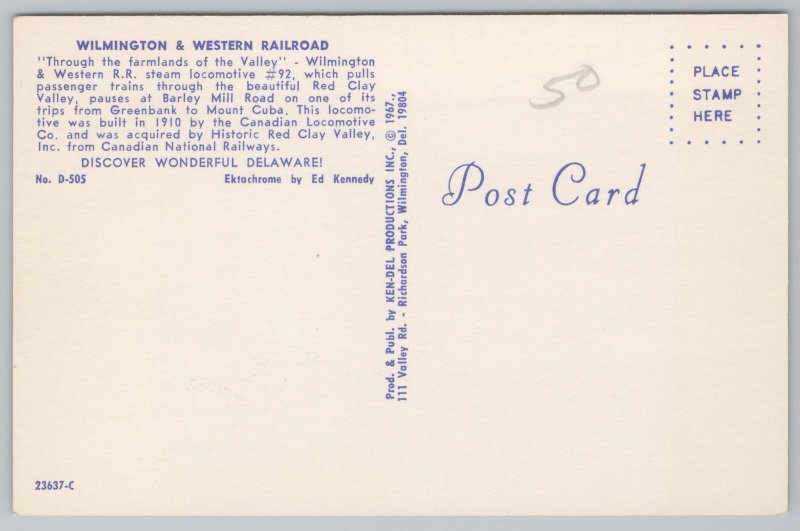 WILMINGTON & WESTERN RAILROAD
"Through the farmlands of the Valley" - Wilmington
& Western R.R. steam locomotive #92, which pulls
passenger trains through the beautiful Red Clay
Valley, pauses at Barley Mill Road on one of its
trips from Greenbank to Mount Cuba. This locomo-
tive was built in 1910 by the Canadian Locomotive
Co. and was acquired by Historic Red Clay Valley,
Inc. from Canadian National Railways.
DISCOVER WONDERFUL DELAWARE!
No. D-505 Ektachrome by Ed Kennedy
23637-C
Prod. & Publ. by KEN-DEL PRODUCTIONS INC., © 1967.,
111 Valley Rd. - Richardson Park, Wilmington, Del. 19804
50
Post Card
PLACE
STAMP
HERE